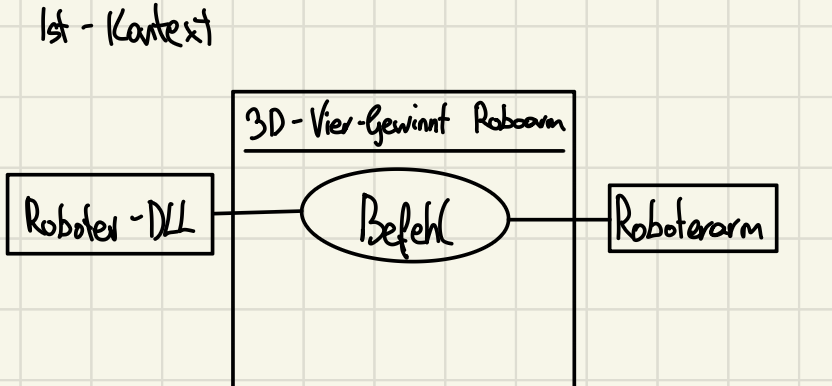 Ist - Kontext
3D-Vier-Gewinnt Roboarm
Roboter-DLL
Befehl
Roboterarm